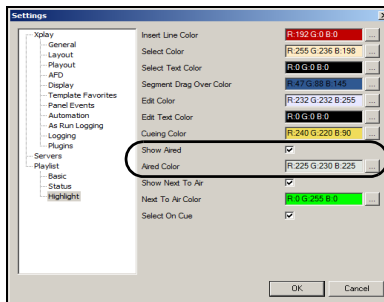 Settings
Xplay
General
Layout
Playout
AFD
Display
Template Favorites
Panel Events
Automation
As Run Logging
Logging
Plugins
Servers
Playlist
Basic
Status
Highlight
Insert Line Color R:192 G:0 B:0 ...
Select Color R:255 G:236 B:198 ...
Select Text Color R:0 G:0 B:0 ...
Segment Drag Over Color R:47 G:88 B:145 ...
Edit Color R:232 G:232 B:255 ...
Edit Text Color R:0 G:0 B:0 ...
Cueing Color R:240 G:220 B:90 ...
Show Aired
Aired Color R:225 G:230 B:225 ...
Show Next To Air
Next To Air Color R:0 G:255 B:0 ...
Select On Cue
OK Cancel